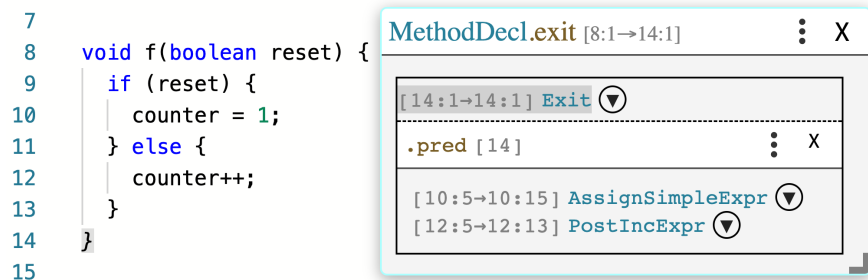 7
8 void f(boolean reset) {
9 if (reset) {
10 counter = 1;
11 } else {
12 counter++;
13 }
14 }
15
MethodDecl.exit [8:1→14:1] ⋮ X
[14:1→14:1] Exit ▼
.pred [14] ⋮ X
[10:5→10:15] AssignSimpleExpr ▼
[12:5→12:13] PostIncExpr ▼